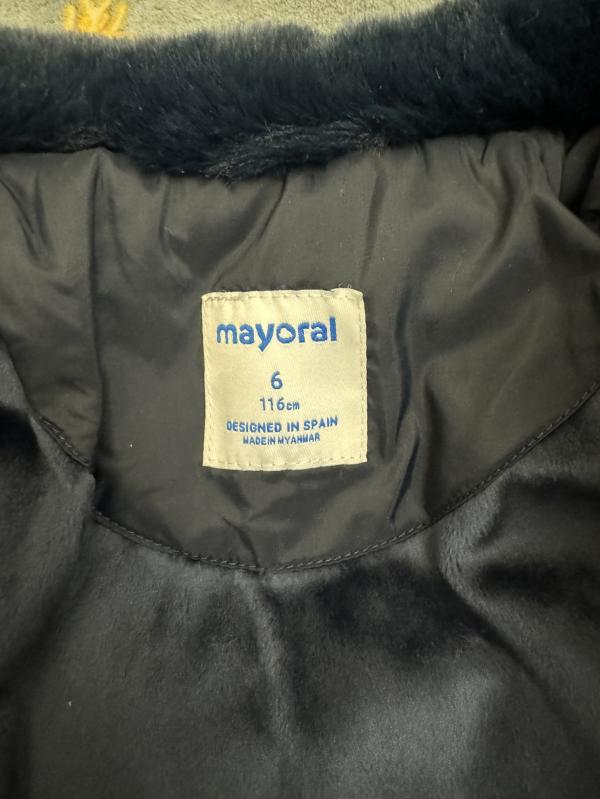 mayoral
6
116cm
DESIGNED IN SPAIN
MADE IN MYANMAR